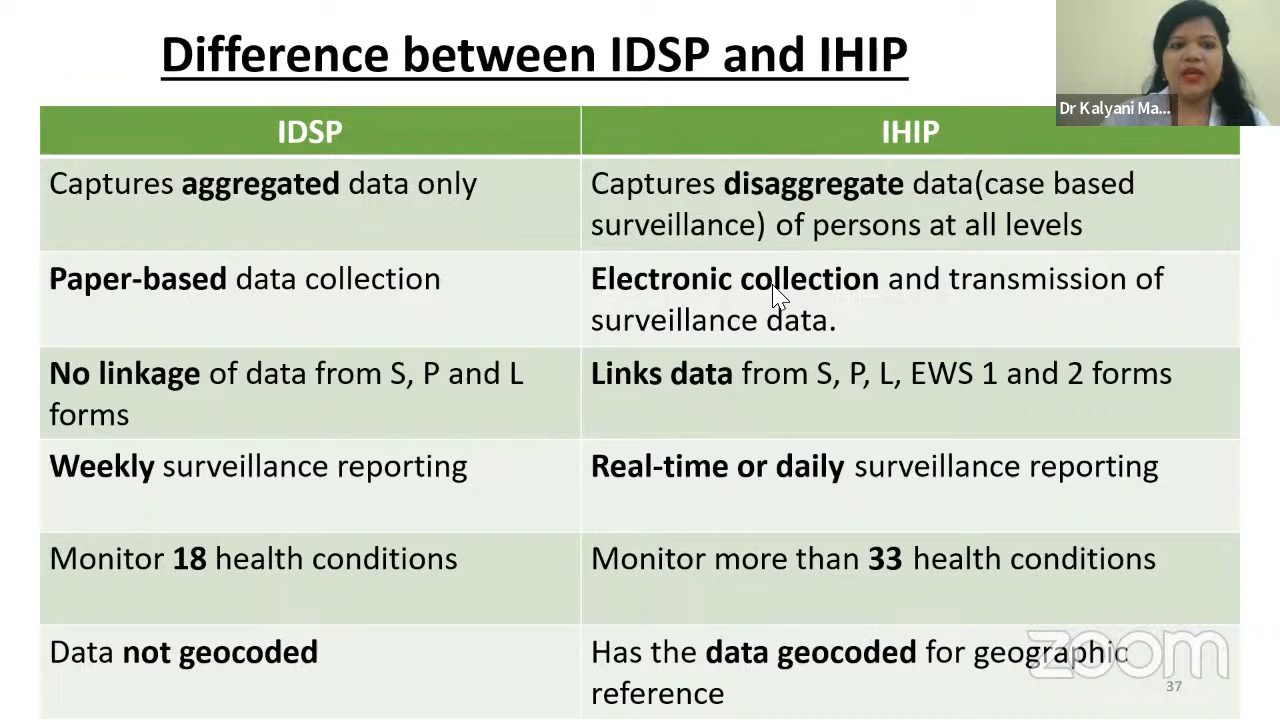 Difference between IDSP and IHIP
Dr Kalyani Ma...
IDSP
IHIP
Captures aggregated data only
Captures disaggregate data(case based
surveillance) of persons at all levels
Paper-based data collection
Electronic collection and transmission of
surveillance data.
No linkage of data from S, P and L
forms
Links data from S, P, L, EWS 1 and 2 forms
Weekly surveillance reporting
Real-time or daily surveillance reporting
Monitor 18 health conditions
Monitor more than 33 health conditions
Data not geocoded
Has the data geocoded for geographic
reference
zoom
37